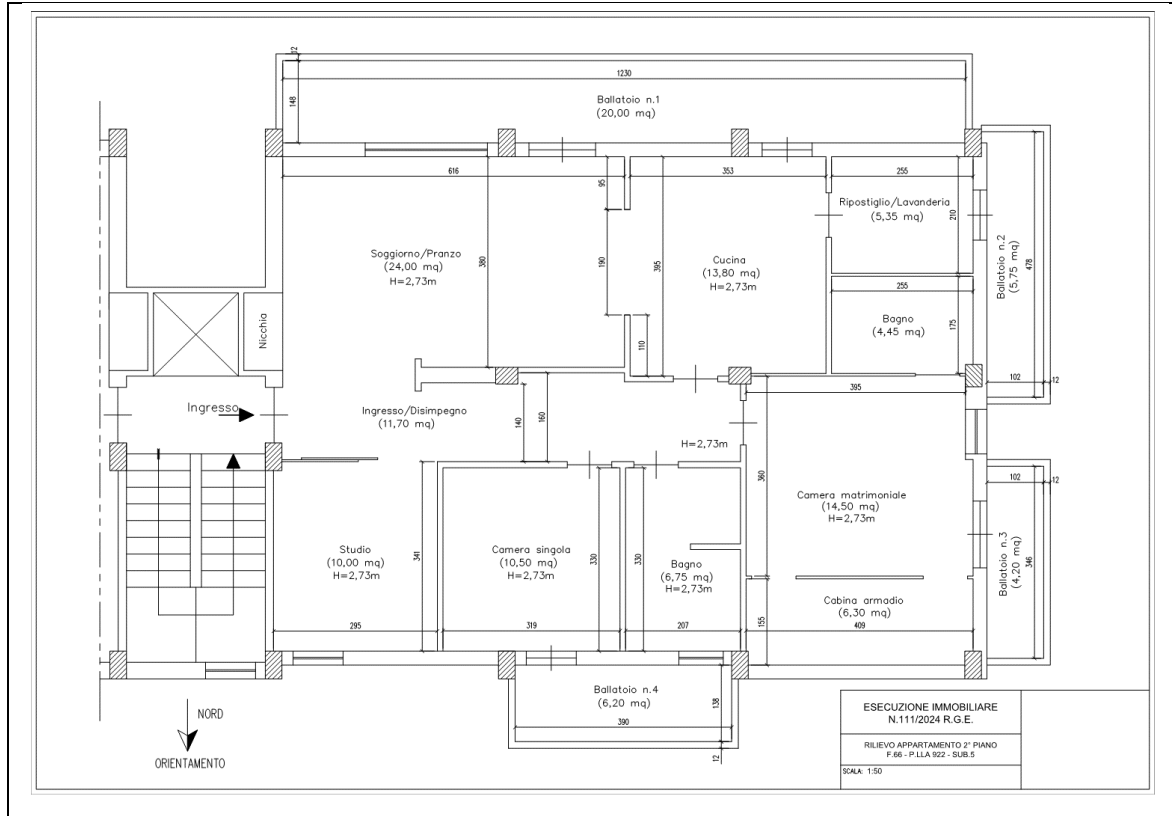 12
1230
148
Ballatoio n.1
(20,00 mq)
616
95
353
255
Ripostiglio/Lavanderia
(5,35 mq)
210
Soggiorno/Pranzo
(24,00 mq)
H=2,73m
380
190
395
Cucina
(13,80 mq)
H=2,73m
Ballatoio n.2
(5,75 mq)
478
255
Bagno
(4,45 mq)
175
Nicchia
110
102
12
395
Ingresso
Ingresso/Disimpegno
(11,70 mq)
140
160
H=2,73m
360
102
12
Camera matrimoniale
(14,50 mq)
H=2,73m
Studio
(10,00 mq)
H=2,73m
341
Camera singola
(10,50 mq)
H=2,73m
330
330
Bagno
(6,75 mq)
H=2,73m
Ballatoio n.3
(4,20 mq)
346
Cabina armadio
(6,30 mq)
155
295
319
207
409
Ballatoio n.4
(6,20 mq)
138
390
12
NORD
ORIENTAMENTO
ESECUZIONE IMMOBILIARE
N.111/2024 R.G.E.
RILIEVO APPARTAMENTO 2° PIANO
F.66 - P.LLA 922 - SUB.5
SCALA: 1:50